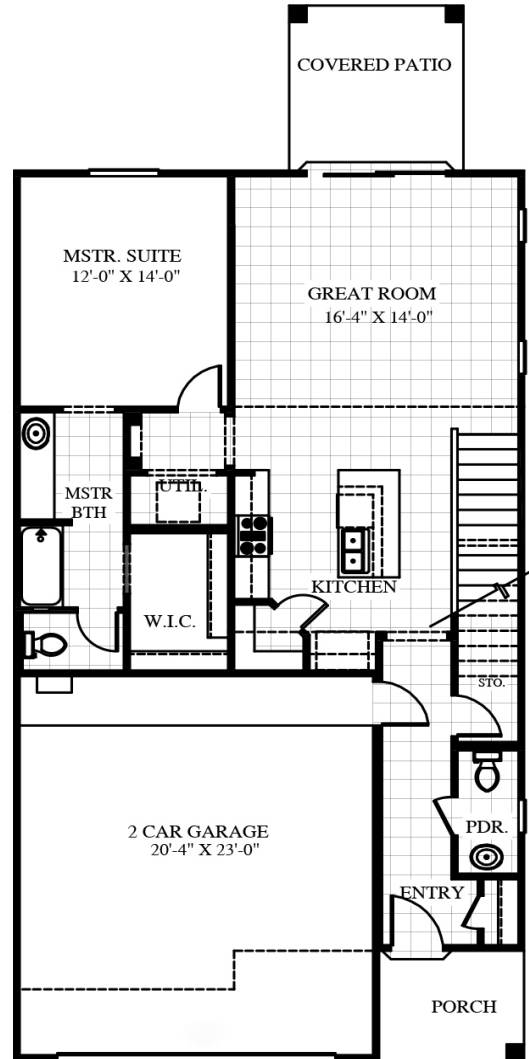 COVERED PATIO
MSTR. SUITE
12'-0" X 14'-0"
GREAT ROOM
16'-4" X 14'-0"
MSTR
BTH
UTIL.
KITCHEN
W.I.C.
STO.
2 CAR GARAGE
20'-4" X 23'-0"
PDR.
ENTRY
PORCH